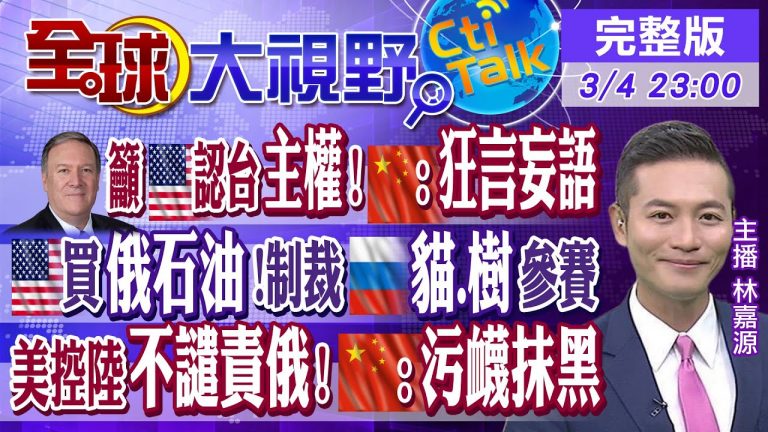 全球大視野
Cti Talk
完整版
3/4 23:00
籲認台主權! : 狂言妄語
買俄石油!制裁貓.樹參賽
美控陸不譴責俄! : 污衊抹黑
主播 林嘉源